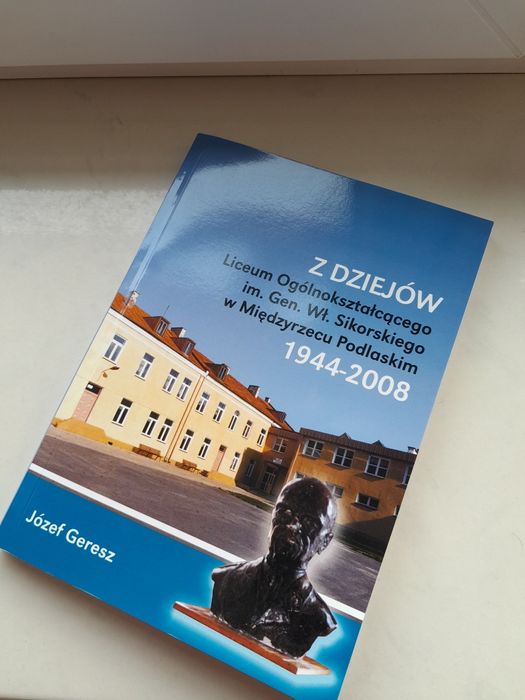 Z DZIEJÓW
Liceum Ogólnokształcącego
im. Gen. Wł. Sikorskiego
w Międzyrzecu Podlaskim
1944-2008
Józef Geresz